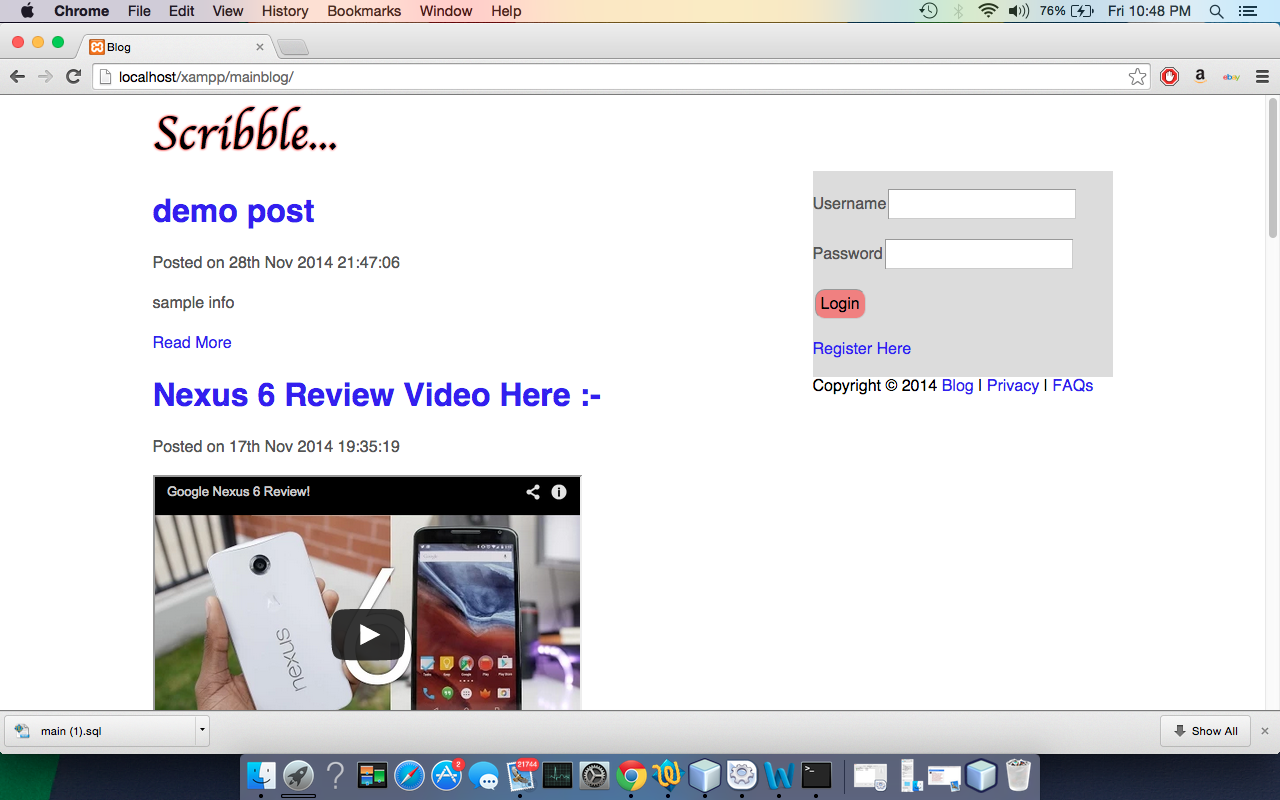 Chrome File Edit View History Bookmarks Window Help 76% Fri 10:48 PM
Blog
localhost/xampp/mainblog/ a ebay
Scribble...
demo post
Posted on 28th Nov 2014 21:47:06
sample info
Read More
Nexus 6 Review Video Here :-
Posted on 17th Nov 2014 19:35:19
Google Nexus 6 Review!
6
nexus
Username
Password
Login
Register Here
Copyright © 2014 Blog I Privacy I FAQs
main (1).sql Show All
2 21744